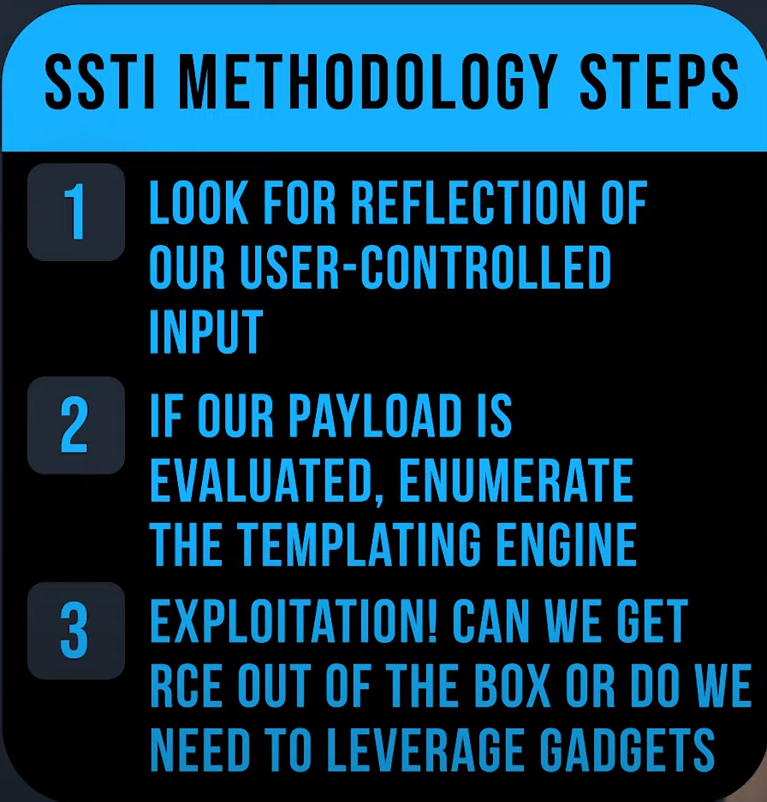 SSTI METHODOLOGY STEPS
1
LOOK FOR REFLECTION OF
OUR USER-CONTROLLED
INPUT
2
IF OUR PAYLOAD IS
EVALUATED, ENUMERATE
THE TEMPLATING ENGINE
3
EXPLOITATION! CAN WE GET
RCE OUT OF THE BOX OR DO WE
NEED TO LEVERAGE GADGETS